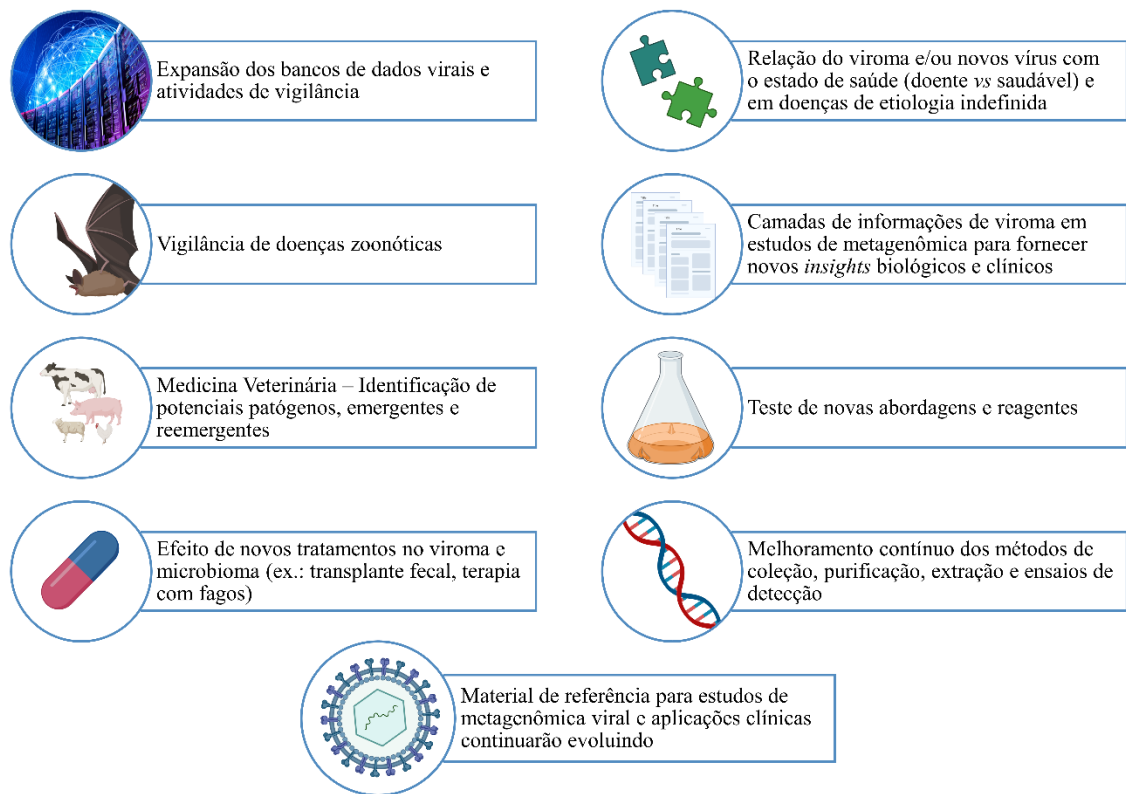 Expansão dos bancos de dados virais e
atividades de vigilância
Relação do viroma e/ou novos vírus com
o estado de saúde (doente vs saudável) e
em doenças de etiologia indefinida
Vigilância de doenças zoonóticas
Camadas de informações de viroma em
estudos de metagenômica para fornecer
novos insights biológicos e clínicos
Medicina Veterinária – Identificação de
potenciais patógenos, emergentes e
reemergentes
Teste de novas abordagens e reagentes
Efeito de novos tratamentos no viroma e
microbioma (ex.: transplante fecal, terapia
com fagos)
Melhoramento contínuo dos métodos de
coleção, purificação, extração e ensaios de
detecção
Material de referência para estudos de
metagenômica viral e aplicações clínicas
continuarão evoluindo